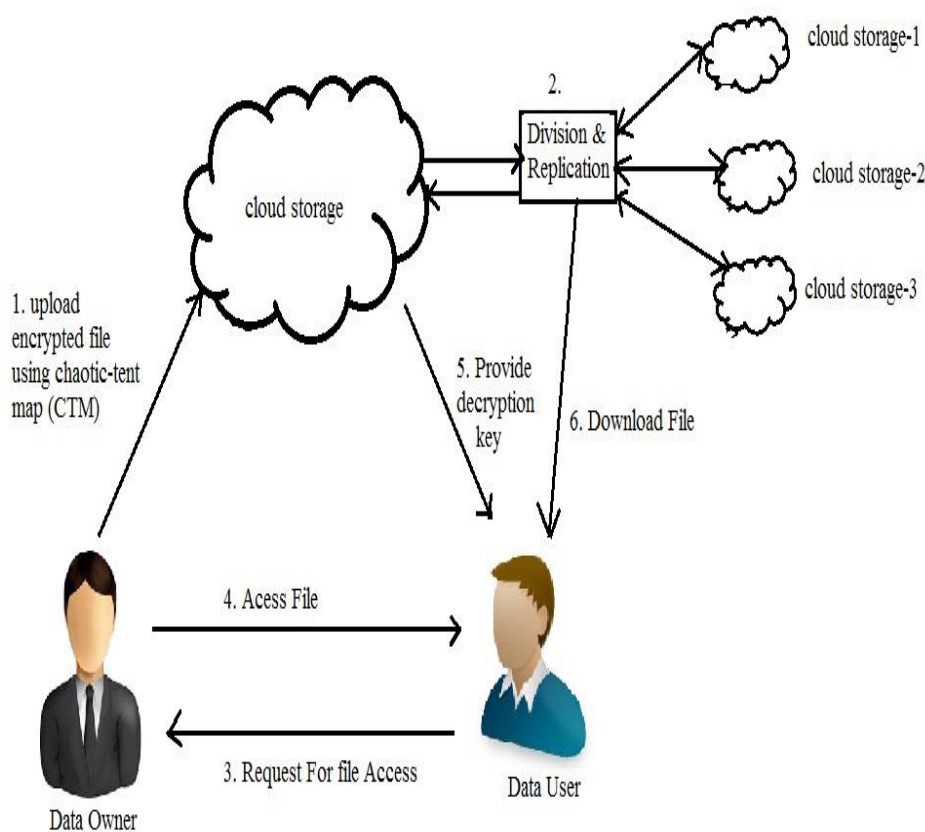 cloud storage-1
2.
Division &
Replication
cloud storage-2
cloud storage
cloud storage-3
1. upload
encrypted file
using chaotic-tent
map (CTM)
5. Provide
decryption
key
6. Download File
4. Acess File
3. Request For file Access
Data User
Data Owner